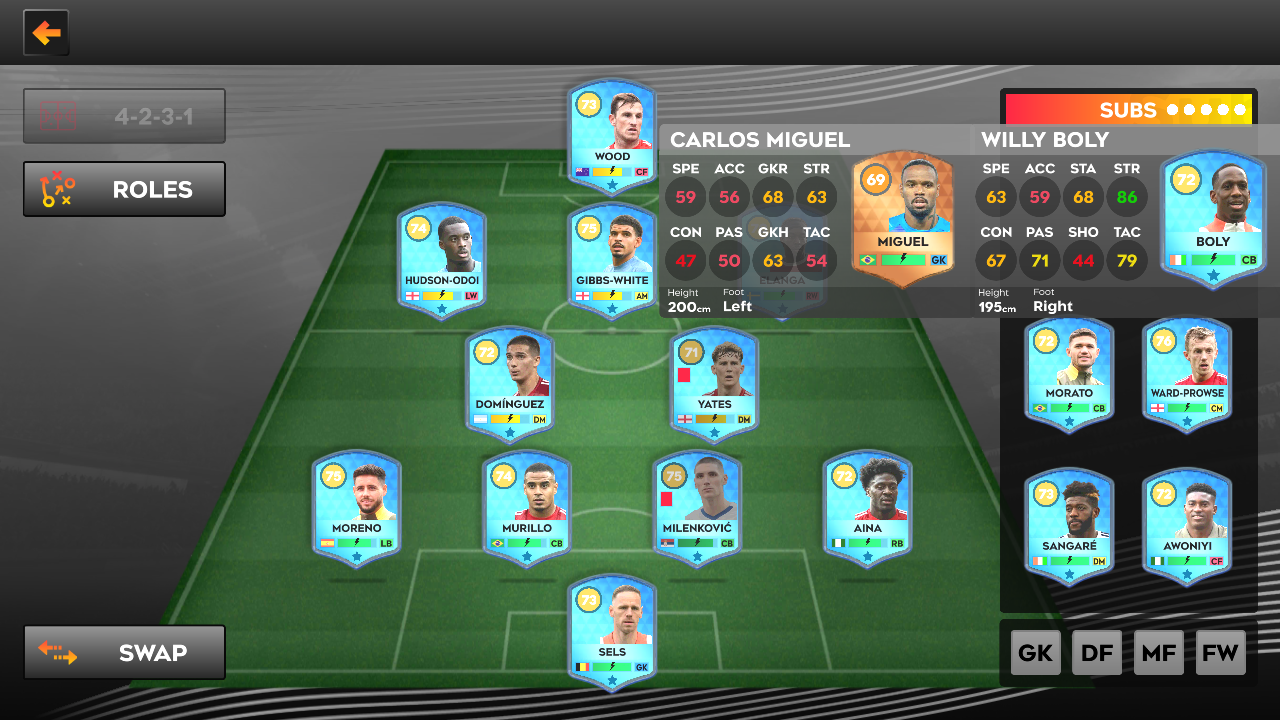 4-2-3-1
ROLES
SUBS
73
WOOD
CF
CARLOS MIGUEL
SPE ACC GKR STR
59 56 68 63
CON PAS GKH TAC
47 50 63 54
Height Foot
200cm Left
69
MIGUEL
GK
WILLY BOLY
SPE ACC STA STR
63 59 68 86
CON PAS SHO TAC
67 71 44 79
Height Foot
195cm Right
72
BOLY
CB
74
HUDSON-ODOI
LW
75
GIBBS-WHITE
AM
ELANGA
RW
72
DOMÍNGUEZ
DM
71
YATES
DM
72
MORATO
CB
76
WARD-PROWSE
CM
75
MORENO
LB
74
MURILLO
CB
75
MILENKOVIĆ
CB
72
AINA
RB
73
SANGARÉ
DM
72
AWONIYI
CF
73
SELS
GK
SWAP
GK DF MF FW